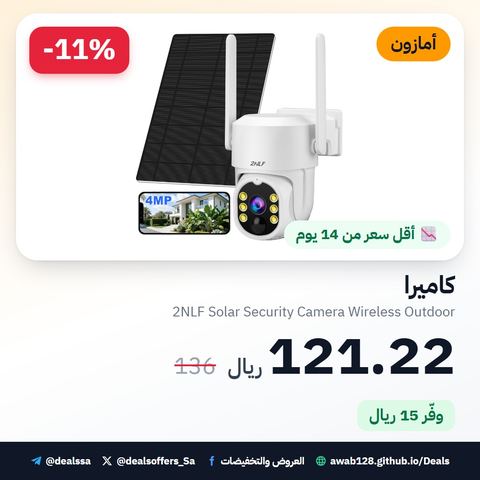 -11%
أمازون
2NLF
4MP
أقل سعر من 14 يوم
كاميرا
2NLF Solar Security Camera Wireless Outdoor
121.22 ريال 136
وفّر 15 ريال
@dealssa @dealsoffers_Sa العروض والتخفيضات awab128.github.io/Deals